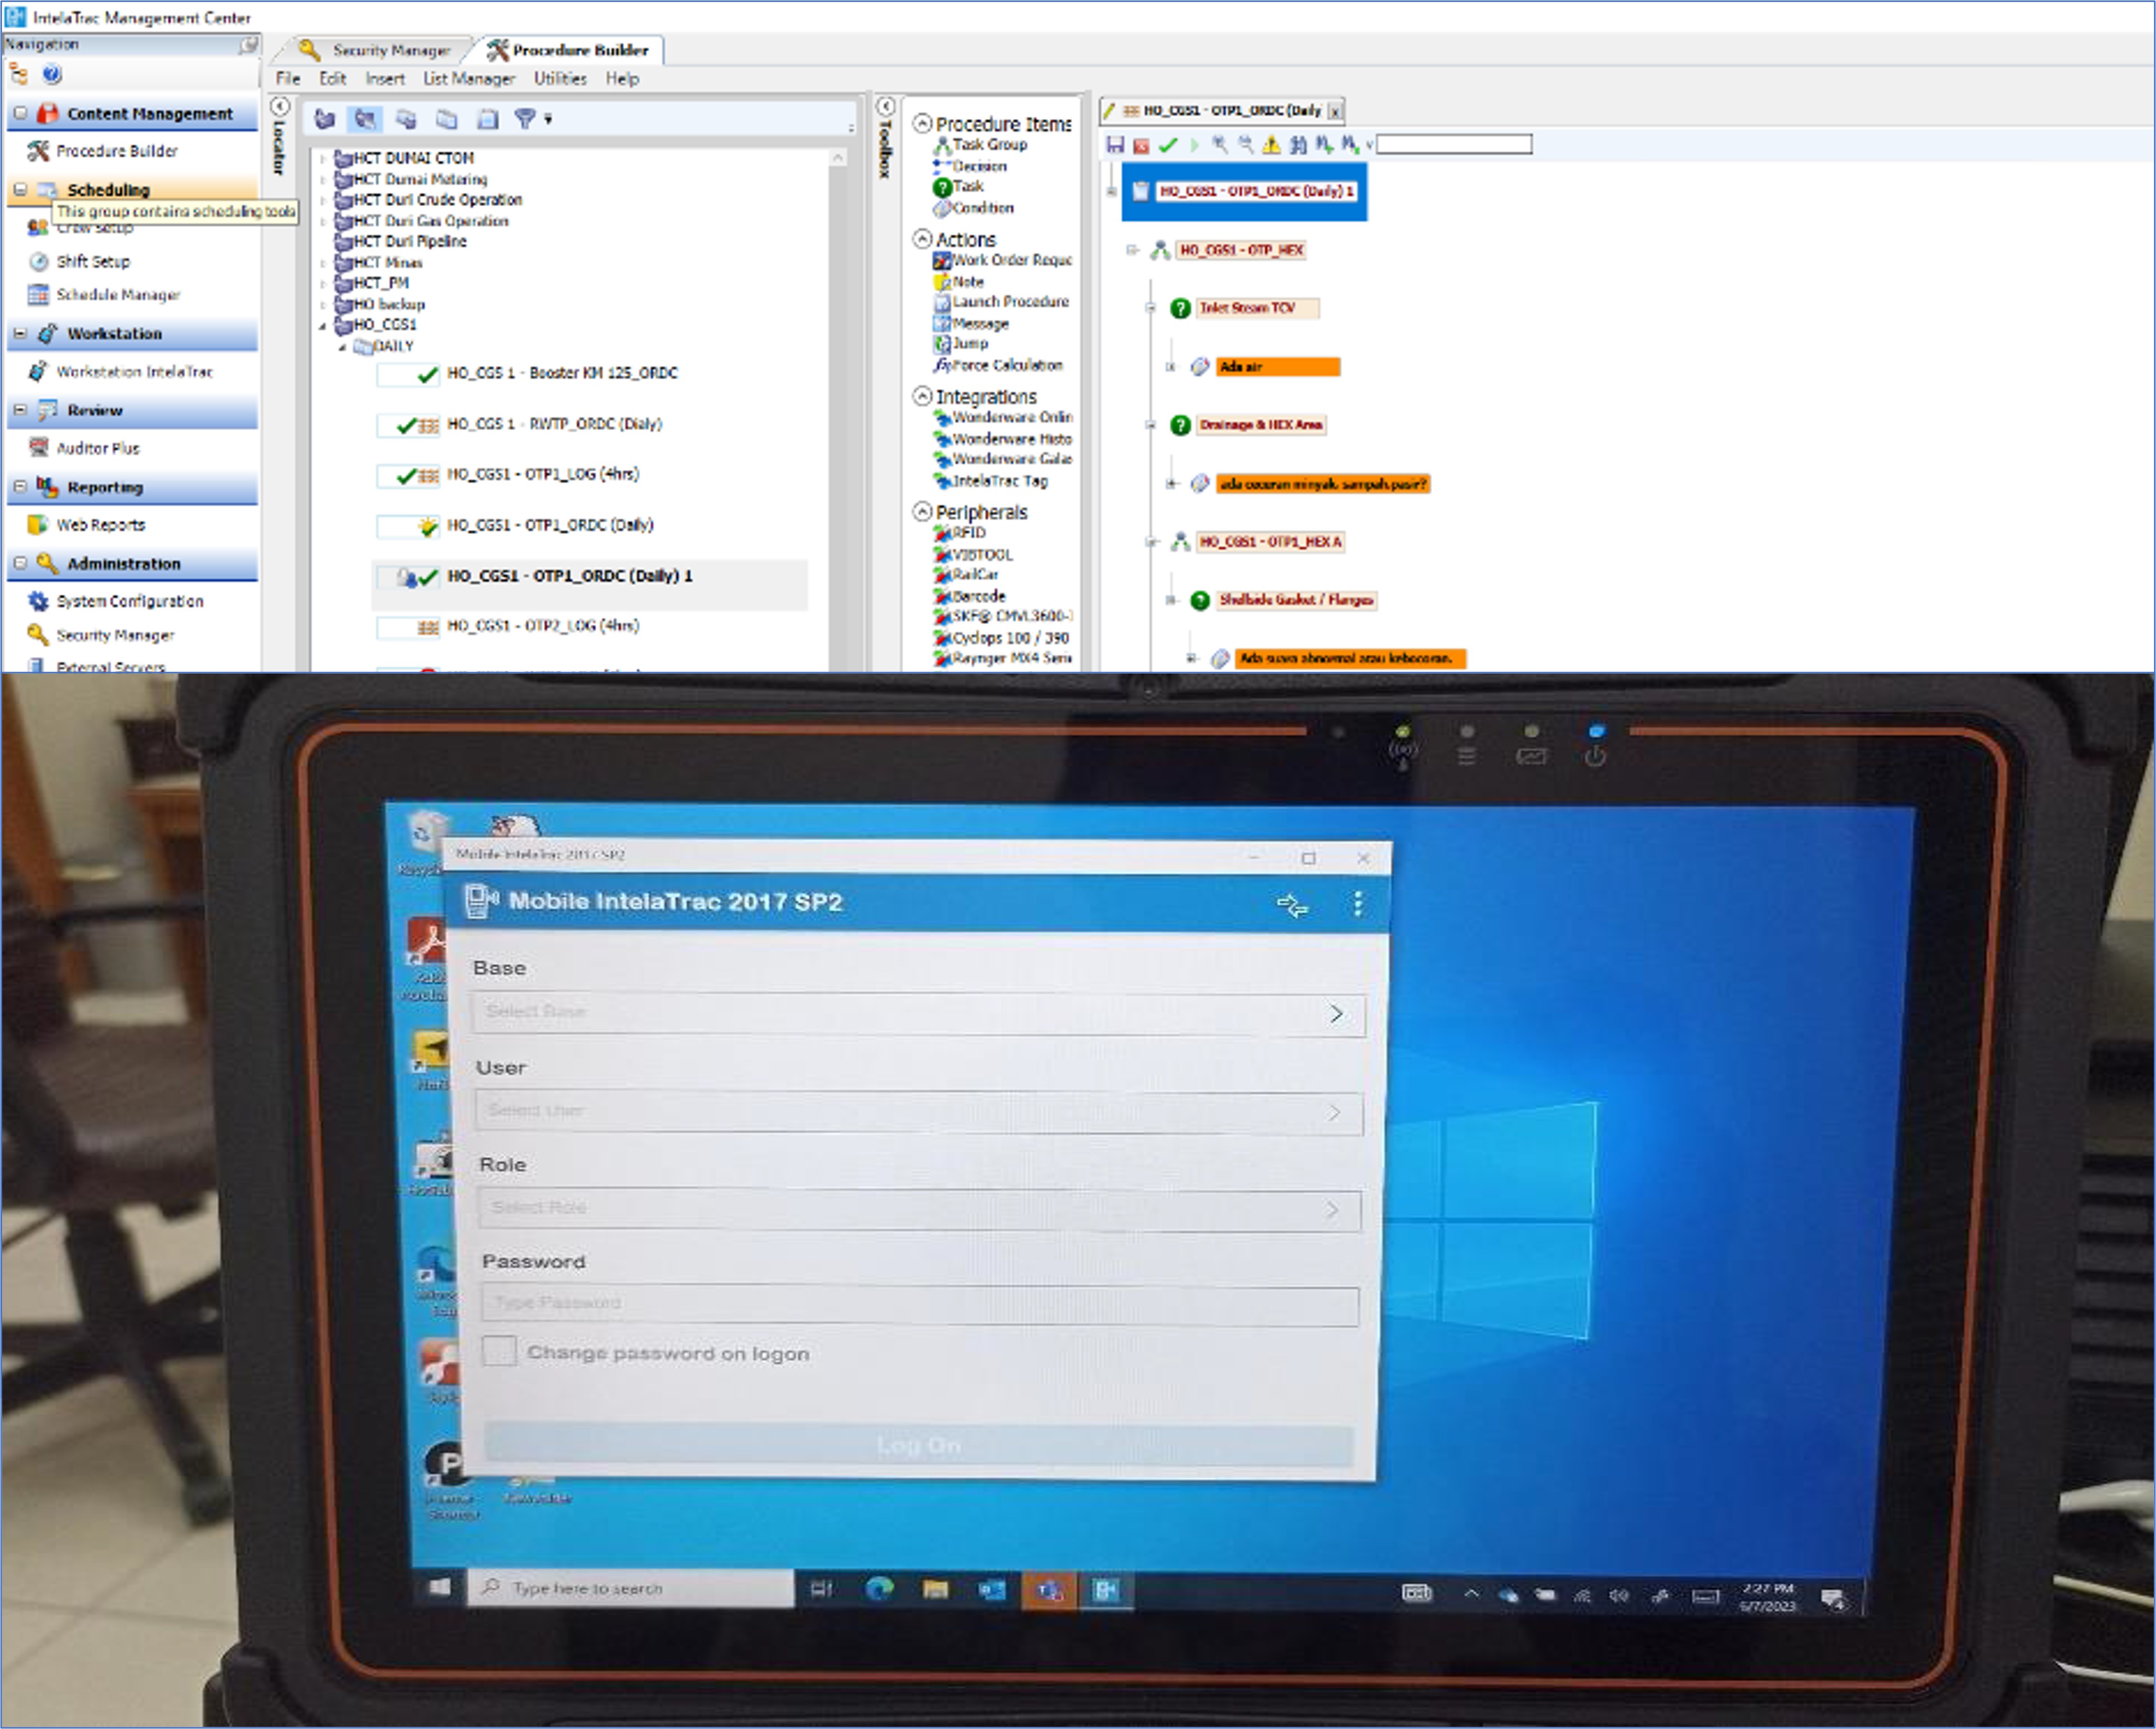 IntelaTrac Management Center
Navigation
Content Management
Procedure Builder
Scheduling
This group contains scheduling tools
Crew Setup
Shift Setup
Schedule Manager
Workstation
Workstation IntelaTrac
Review
Auditor Plus
Reporting
Web Reports
Administration
System Configuration
Security Manager
External Servers
Security Manager
Procedure Builder
File Edit Insert List Manager Utilities Help
Locator
HCT DUMAI CTOM
HCT Dumai Metering
HCT Duri Crude Operation
HCT Duri Gas Operation
HCT Duri Pipeline
HCT Minas
HCT_PM
HO backup
HO_CGS1
DAILY
HO_CGS 1 - Booster KM 125_ORDC
HO_CGS 1 - RWTP_ORDC (Dialy)
HO_CGS1 - OTP1_LOG (4hrs)
HO_CGS1 - OTP1_ORDC (Daily)
HO_CGS1 - OTP1_ORDC (Daily) 1
HO_CGS1 - OTP2_LOG (4hrs)
Toolbox
Procedure Items
Task Group
Decision
Task
Condition
Actions
Work Order Reque
Note
Launch Procedure
Message
Jump
Force Calculation
Integrations
Wonderware Onlin
Wonderware Histo
Wonderware Galax
IntelaTrac Tag
Peripherals
RFID
VIBTOOL
RailCar
Barcode
SKF® CMVL3600-
Cyclops 100 / 390
Raynger MX4 Serie
HO_CGS1 - OTP1_ORDC (Daily
HO_CGS1 - OTP1_ORDC (Daily) 1
HO_CGS1 - OTP_HEX
Inlet Steam TCV
Ada air
Drainage & HEX Area
ada ceceran minyak, sampah,pasir?
HO_CGS1 - OTP1_HEX A
Shellside Gasket / Flanges
Ada suara abnormal atau kebocoran.
Mobile IntelaTrac 2017 SP2
Mobile IntelaTrac 2017 SP2
Base
Select Base
User
Select User
Role
Select Role
Password
Type Password
Change password on logon
Log On
Type here to search
2:27 PM
6/7/2023